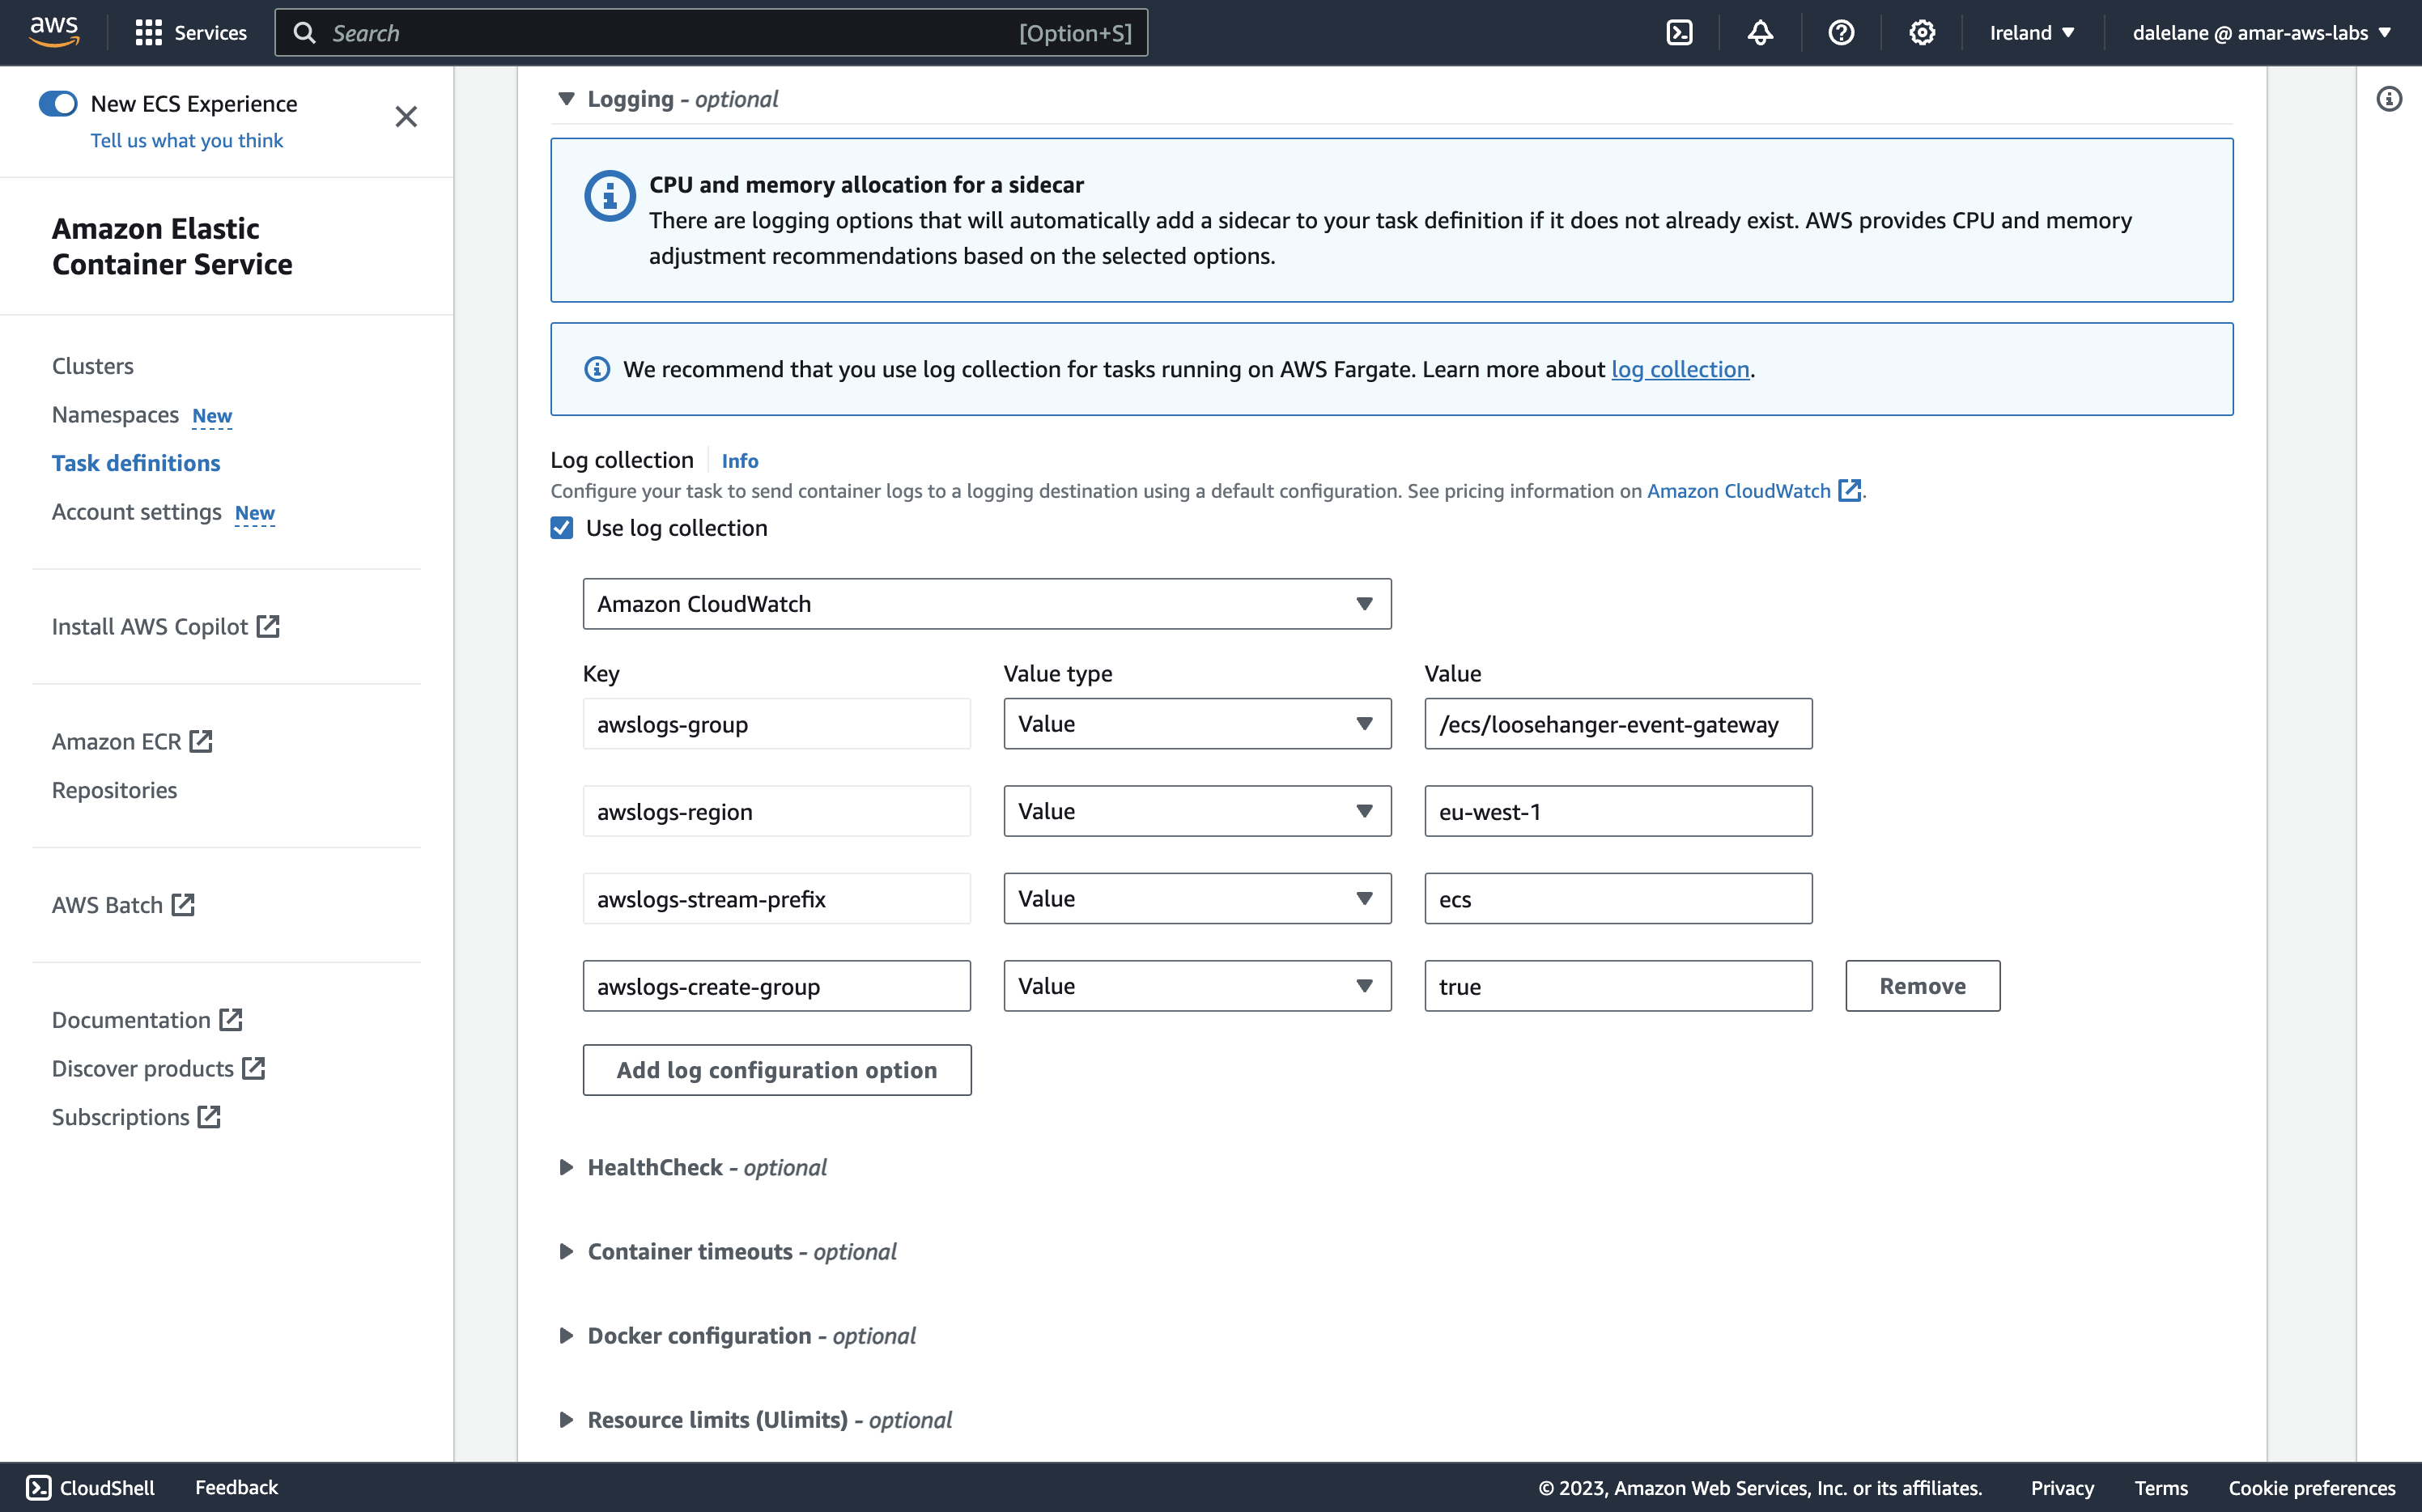 aws
Services
Search
[Option+S]
Ireland
dalelane @ amar-aws-labs
New ECS Experience
Tell us what you think
Amazon Elastic
Container Service
Clusters
Namespaces New
Task definitions
Account settings New
Install AWS Copilot
Amazon ECR
Repositories
AWS Batch
Documentation
Discover products
Subscriptions
Logging - optional
CPU and memory allocation for a sidecar
There are logging options that will automatically add a sidecar to your task definition if it does not already exist. AWS provides CPU and memory
adjustment recommendations based on the selected options.
We recommend that you use log collection for tasks running on AWS Fargate. Learn more about log collection.
Log collection Info
Configure your task to send container logs to a logging destination using a default configuration. See pricing information on Amazon CloudWatch.
Use log collection
Amazon CloudWatch
Key Value type Value
awslogs-group Value /ecs/loosehanger-event-gateway
awslogs-region Value eu-west-1
awslogs-stream-prefix Value ecs
awslogs-create-group Value true Remove
Add log configuration option
HealthCheck - optional
Container timeouts - optional
Docker configuration - optional
Resource limits (Ulimits) - optional
CloudShell Feedback © 2023, Amazon Web Services, Inc. or its affiliates. Privacy Terms Cookie preferences